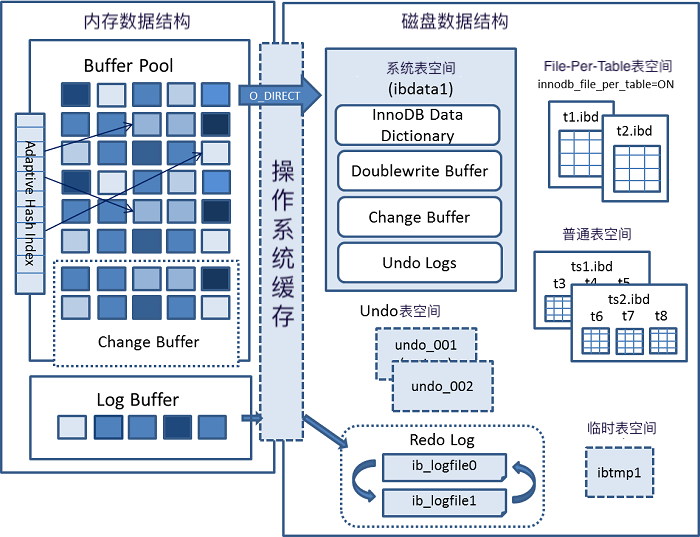 内存数据结构
Buffer Pool
Adaptive Hash Index
Change Buffer
Log Buffer
操作系统缓存
O_DIRECT
磁盘数据结构
系统表空间
(ibdata1)
InnoDB Data
Dictionary
Doublewrite Buffer
Change Buffer
Undo Logs
File-Per-Table表空间
innodb_file_per_table=ON
t1.ibd
t2.ibd
普通表空间
ts1.ibd
t3 t4 t5
ts2.ibd
t6 t7 t8
Undo表空间
undo_001
undo_002
Redo Log
ib_logfile0
ib_logfile1
临时表空间
ibtmp1